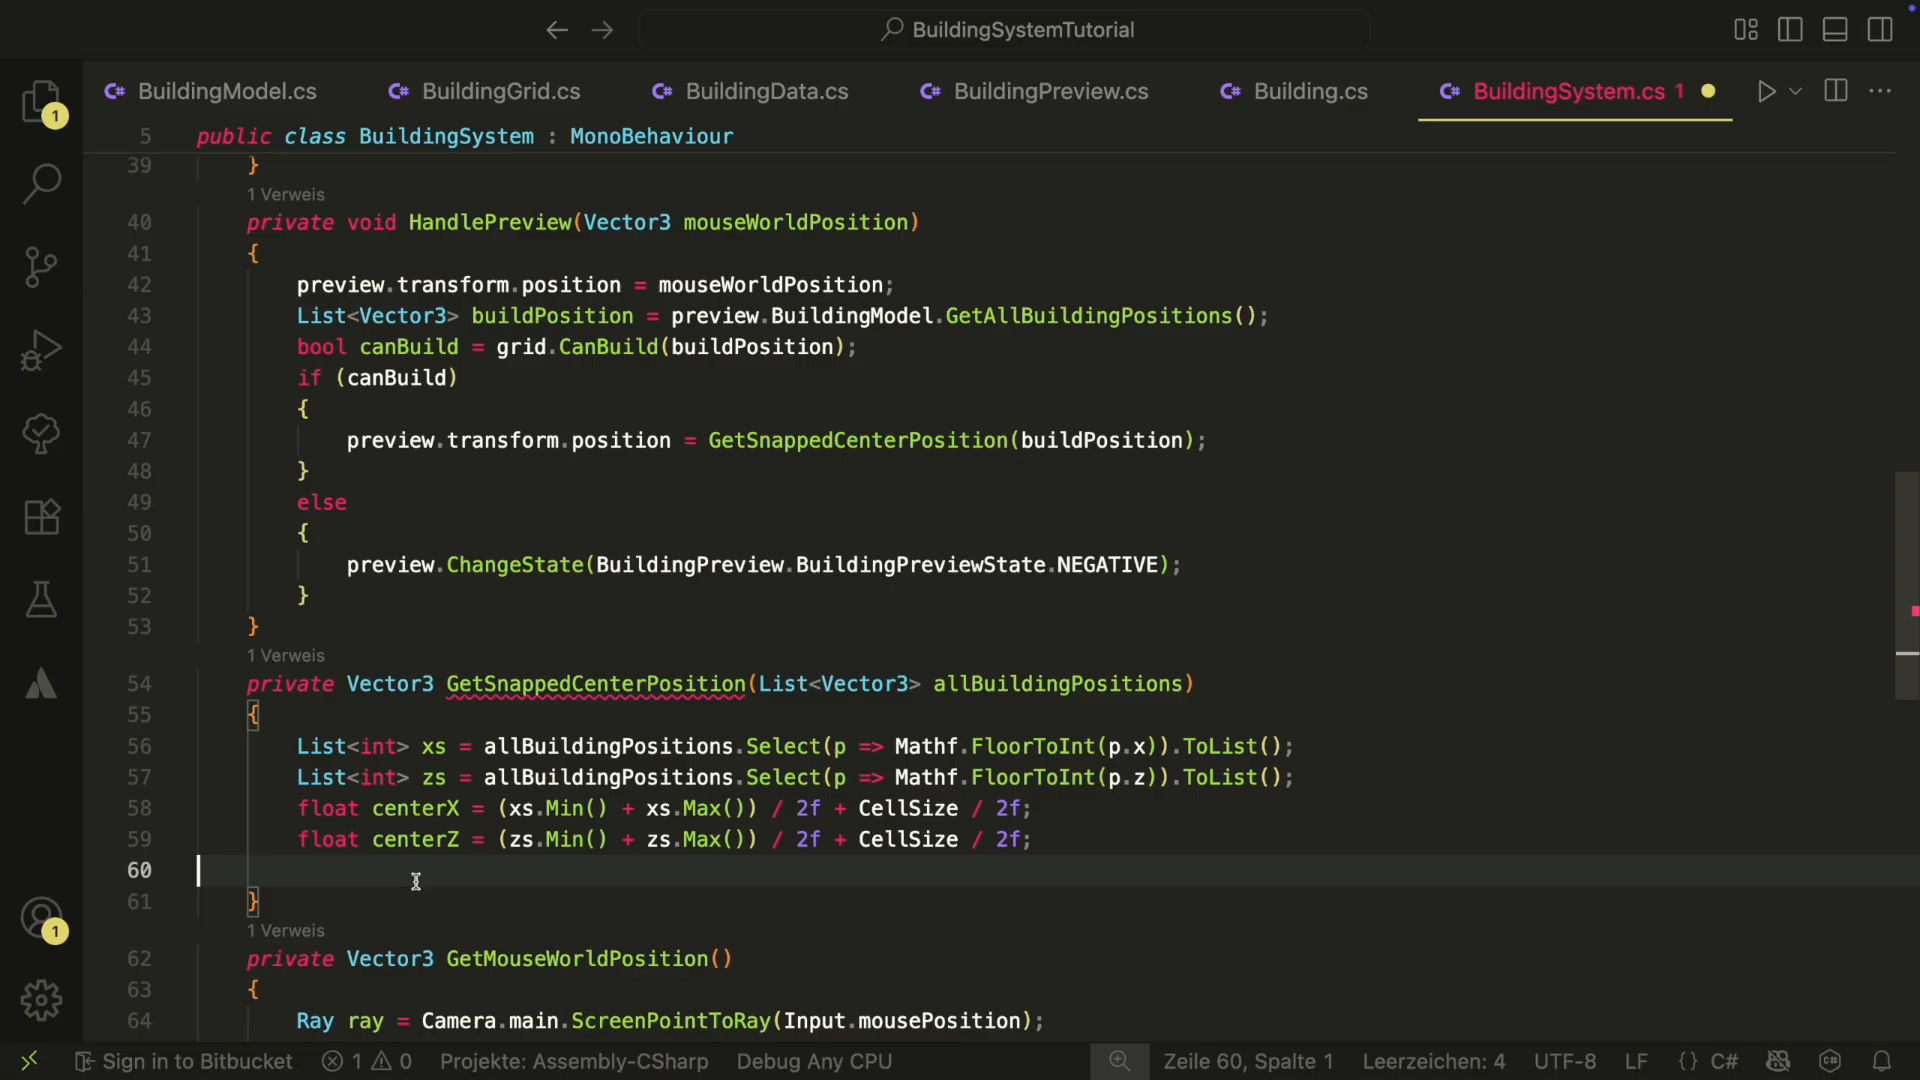 BuildingSystemTutorial
BuildingModel.cs BuildingGrid.cs BuildingData.cs BuildingPreview.cs Building.cs BuildingSystem.cs 1
5 public class BuildingSystem : MonoBehaviour
39 }
1 Verweis
40 private void HandlePreview(Vector3 mouseWorldPosition)
41 {
42 preview.transform.position = mouseWorldPosition;
43 List<Vector3> buildPosition = preview.BuildingModel.GetAllBuildingPositions();
44 bool canBuild = grid.CanBuild(buildPosition);
45 if (canBuild)
46 {
47 preview.transform.position = GetSnappedCenterPosition(buildPosition);
48 }
49 else
50 {
51 preview.ChangeState(BuildingPreview.BuildingPreviewState.NEGATIVE);
52 }
53 }
1 Verweis
54 private Vector3 GetSnappedCenterPosition(List<Vector3> allBuildingPositions)
55 {
56 List<int> xs = allBuildingPositions.Select(p => Mathf.FloorToInt(p.x)).ToList();
57 List<int> zs = allBuildingPositions.Select(p => Mathf.FloorToInt(p.z)).ToList();
58 float centerX = (xs.Min() + xs.Max()) / 2f + CellSize / 2f;
59 float centerZ = (zs.Min() + zs.Max()) / 2f + CellSize / 2f;
60
61 }
1 Verweis
62 private Vector3 GetMouseWorldPosition()
63 {
64 Ray ray = Camera.main.ScreenPointToRay(Input.mousePosition);
1
1
Sign in to Bitbucket 1 0 Projekte: Assembly-CSharp Debug Any CPU Zeile 60, Spalte 1 Leerzeichen: 4 UTF-8 LF {} C#